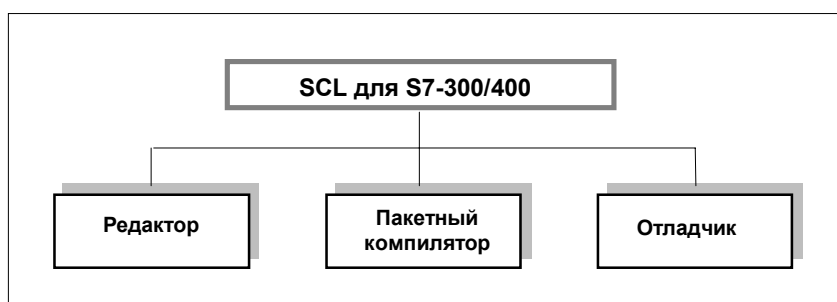 SCL для S7-300/400
Редактор
Пакетный
компилятор
Отладчик